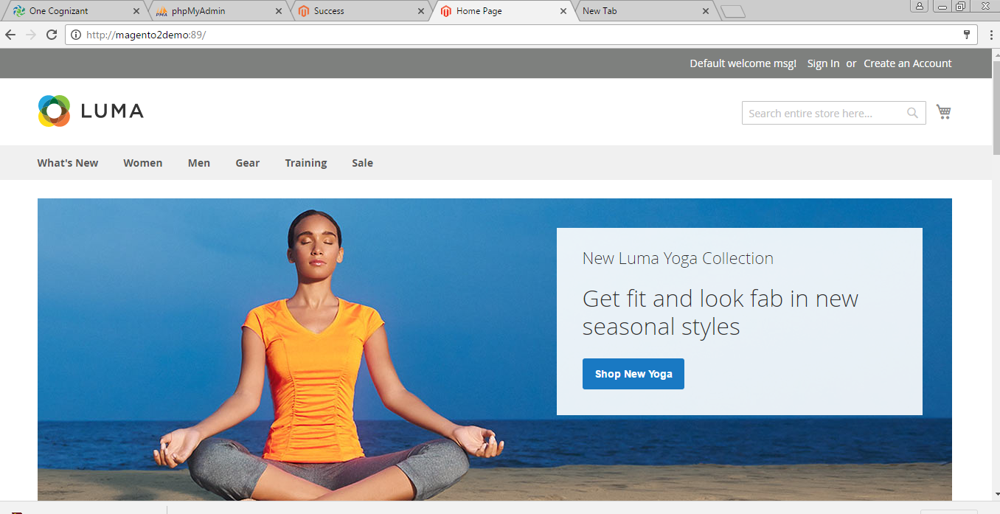 One Cognizant
phpMyAdmin
Success
Home Page
New Tab
http://magento2demo:89/
Default welcome msg! Sign In or Create an Account
LUMA
Search entire store here...
What's New Women Men Gear Training Sale
New Luma Yoga Collection
Get fit and look fab in new
seasonal styles
Shop New Yoga